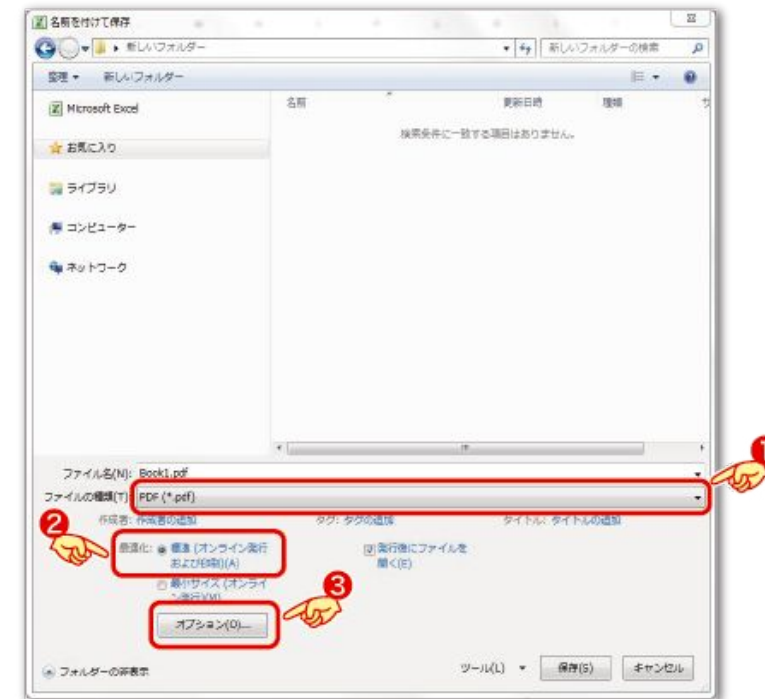 名前を付けて保存
新しいフォルダー
新しいフォルダーの検索
整理 新しいフォルダー
Microsoft Excel
名前 更新日時 種類 サ
検索条件に一致する項目はありません。
お気に入り
ライブラリ
コンピューター
ネットワーク
ファイル名(N): Book1.pdf
1
ファイルの種類(T): PDF (*.pdf)
2
作成者: 作成者の追加 タグ: タグの追加 タイトル: タイトルの追加
最適化: 標準 (オンライン発行
および印刷)(A)
発行後にファイルを
開く(E)
最小サイズ (オンライ
ン発行)(M)
3
オプション(O)...
フォルダーの非表示
ツール(L) 保存(S) キャンセル